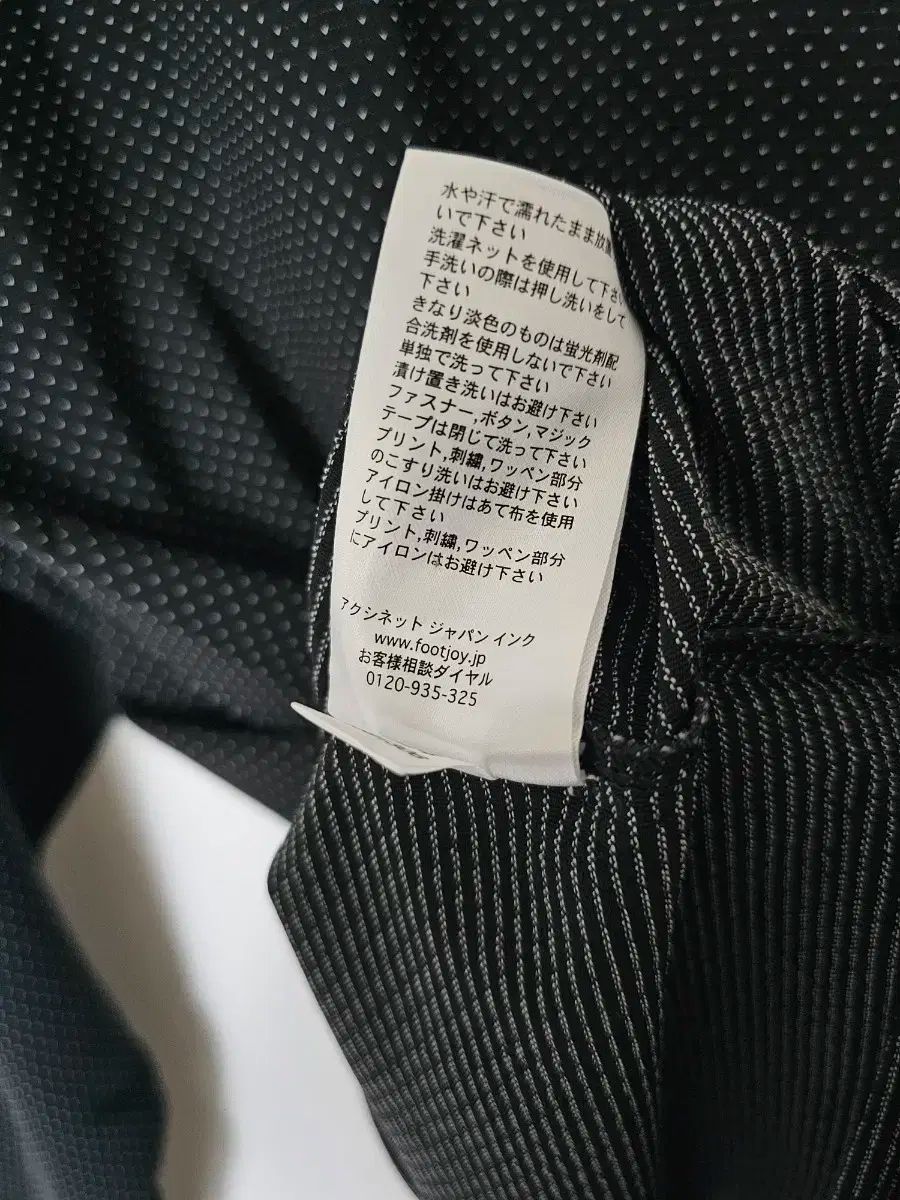 水や汗で濡れたまま放置
いで下さい
洗濯ネットを使用して下さい
手洗いの際は押し洗いをして
下さい
きなり淡色のものは蛍光剤配
合洗剤を使用しないで下さい
単独で洗って下さい
漬け置き洗いはお避け下さい
ファスナー,ボタン,マジック
テープは閉じて洗って下さい
プリント,刺繍,ワッペン部分
のこすり洗いはお避け下さい
アイロン掛けはあて布を使用
して下さい
プリント,刺繍,ワッペン部分
にアイロンはお避け下さい
アクシネット ジャパン インク
www.footjoy.jp
お客様相談ダイヤル
0120-935-325